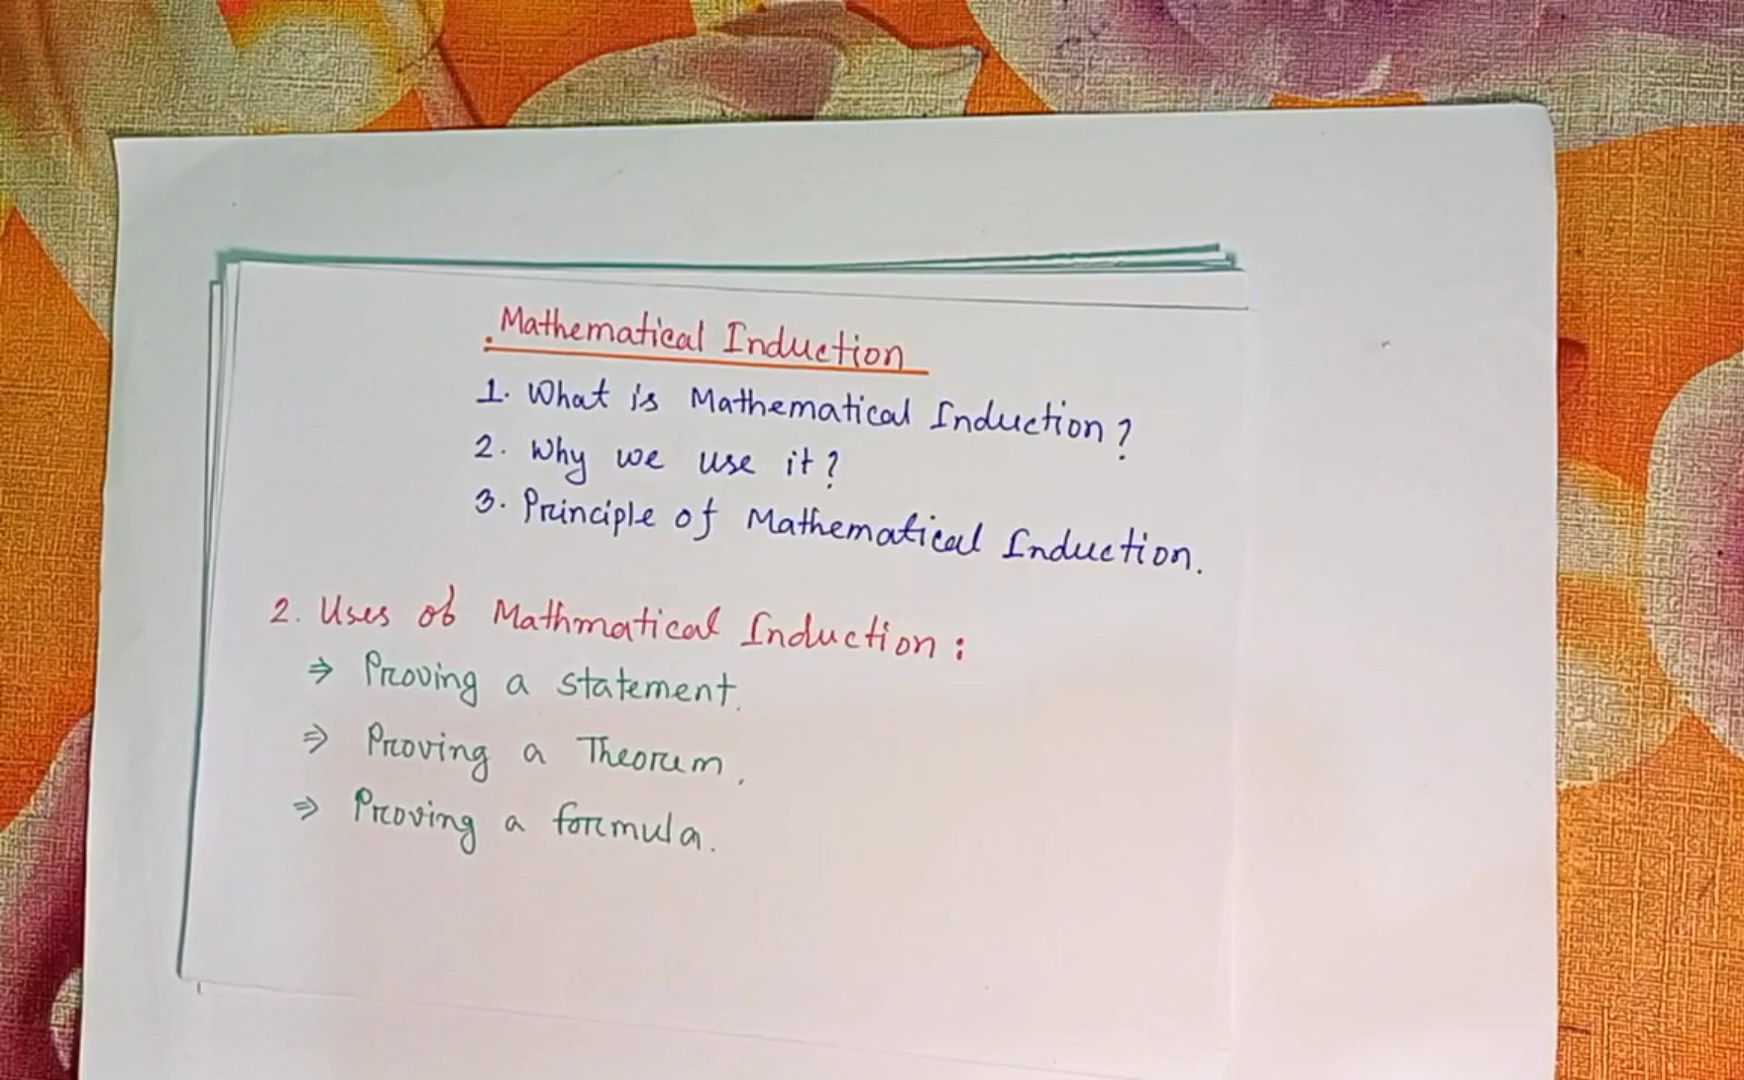 Mathematical Induction
1. What is Mathematical Induction?
2. Why we use it?
3. Principle of Mathematical Induction.
2. Uses of Mathmatical Induction:
⇒ Proving a statement.
⇒ Proving a Theorem.
⇒ Proving a formula.